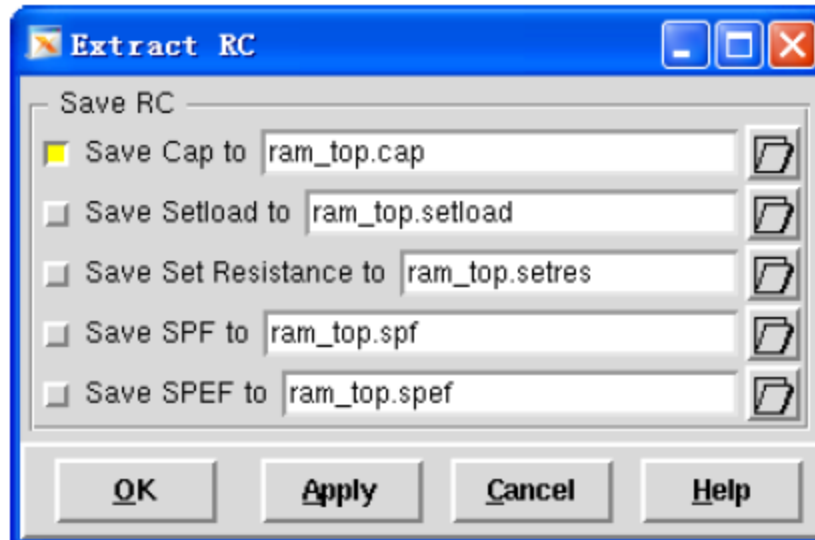 Extract RC
Save RC
Save Cap to ram_top.cap
Save Setload to ram_top.setload
Save Set Resistance to ram_top.setres
Save SPF to ram_top.spf
Save SPEF to ram_top.spef
OK Apply Cancel Help